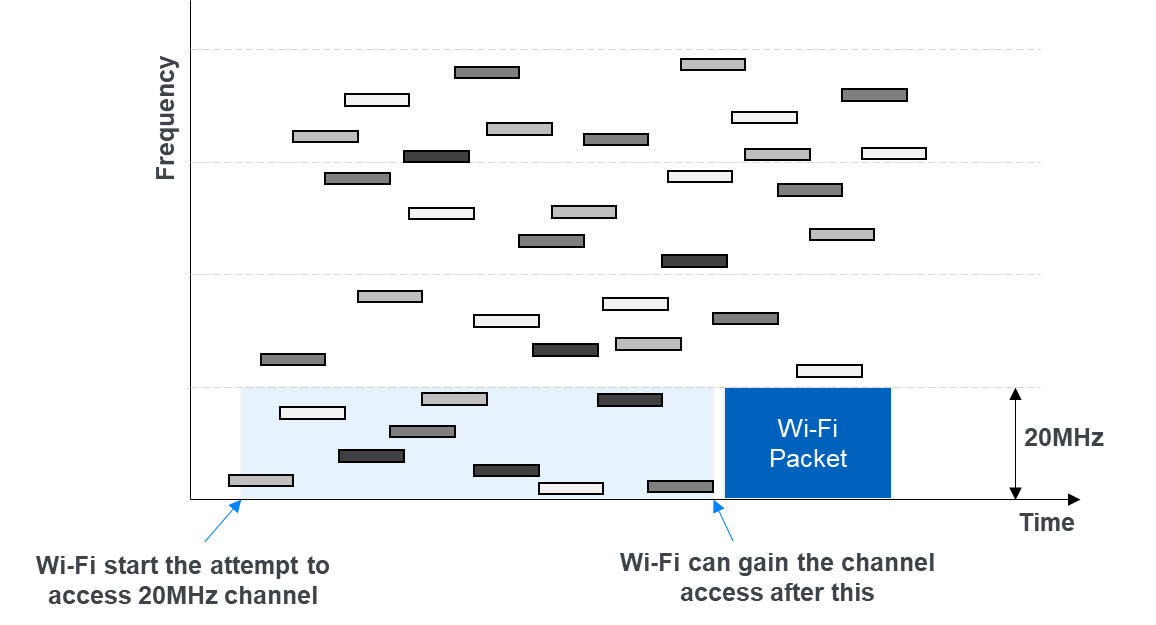 Frequency
Wi-Fi
Packet
20MHz
Time
Wi-Fi start the attempt to
access 20MHz channel
Wi-Fi can gain the channel
access after this